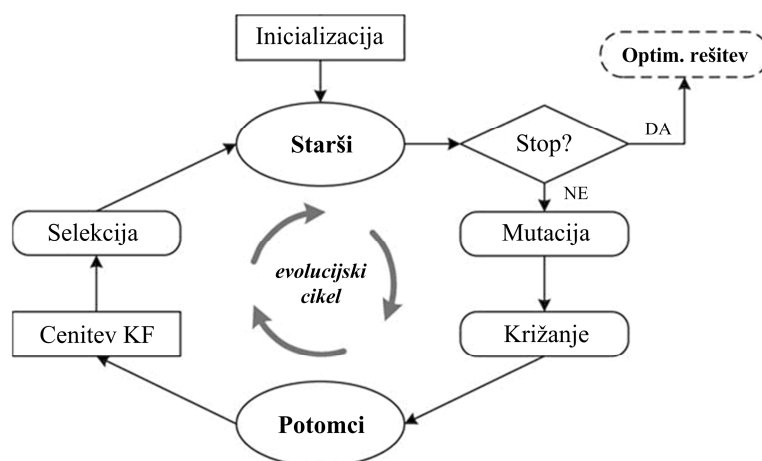 Inicializacija
Optim. rešitev
Starši
Stop?
DA
NE
Selekcija
Mutacija
evolucijski
cikel
Cenitev KF
Križanje
Potomci